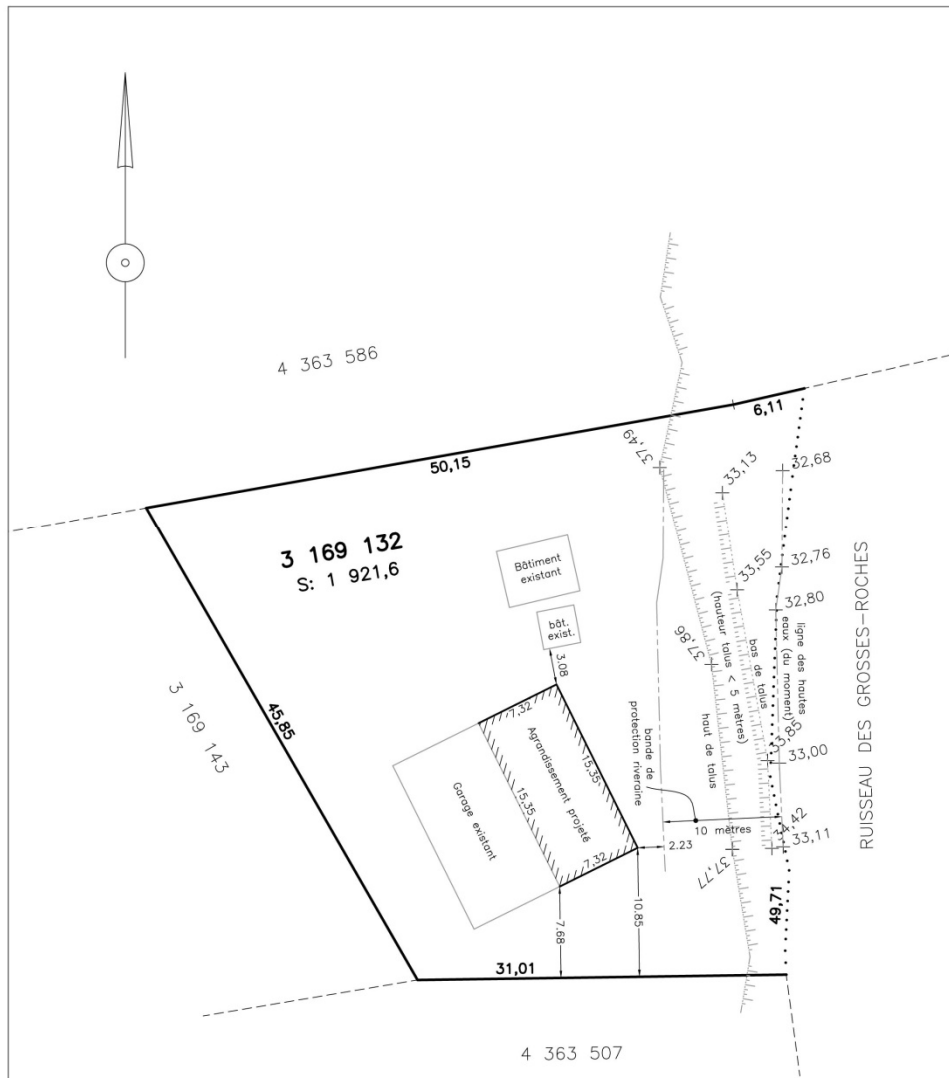 4 363 586
6,11
50,15
37,49
33,13
32,68
3 169 132
S: 1 921,6
Bâtiment
existant
bât.
exist.
3.08
32,76
33,55
32,80
37,86
ligne des hautes
eaux (du moment)
bas de talus
(hauteur talus < 5 mètres)
haut de talus
RUISSEAU DES GROSSES-ROCHES
3 169 143
45,85
7,32
15,35
Agrandissement projeté
15,35
7,32
Garage existant
bande de
protection riveraine
10 mètres
2.23
33,85
33,00
33,11
37,77
49,71
7.68
10.85
31,01
4 363 507